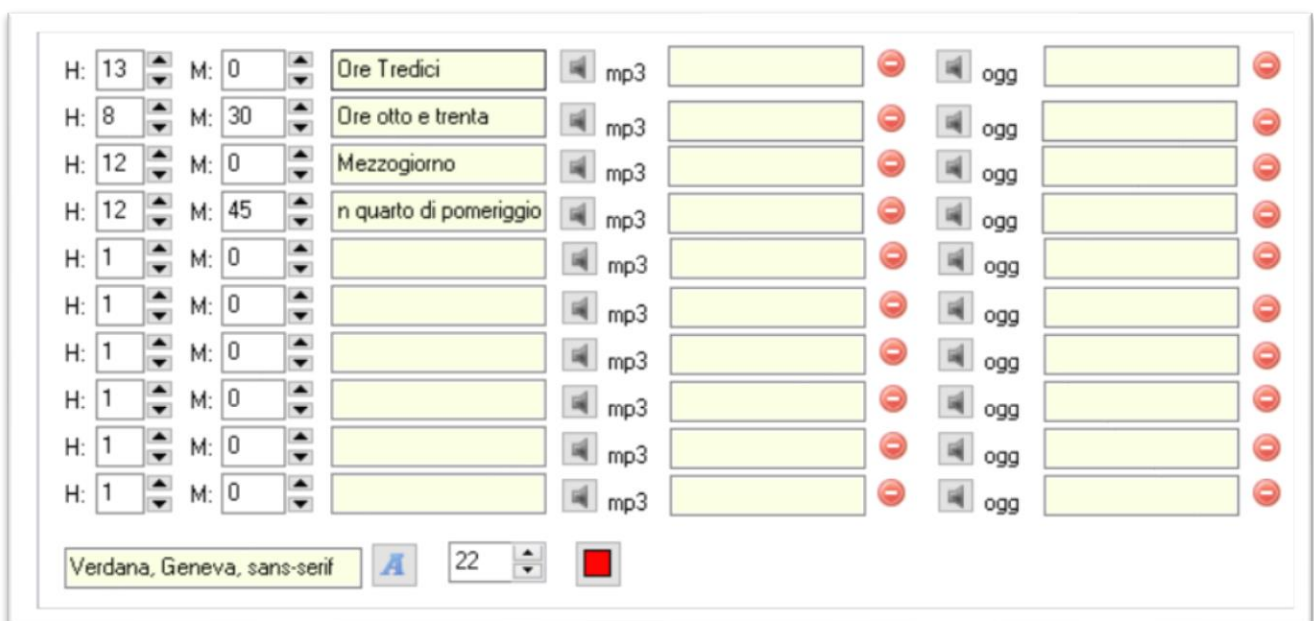 H: 13 M: 0 Ore Tredici mp3 ogg
H: 8 M: 30 Ore otto e trenta mp3 ogg
H: 12 M: 0 Mezzogiorno mp3 ogg
H: 12 M: 45 n quarto di pomeriggio mp3 ogg
H: 1 M: 0 mp3 ogg
H: 1 M: 0 mp3 ogg
H: 1 M: 0 mp3 ogg
H: 1 M: 0 mp3 ogg
H: 1 M: 0 mp3 ogg
H: 1 M: 0 mp3 ogg
Verdana, Geneva, sans-serif A 22